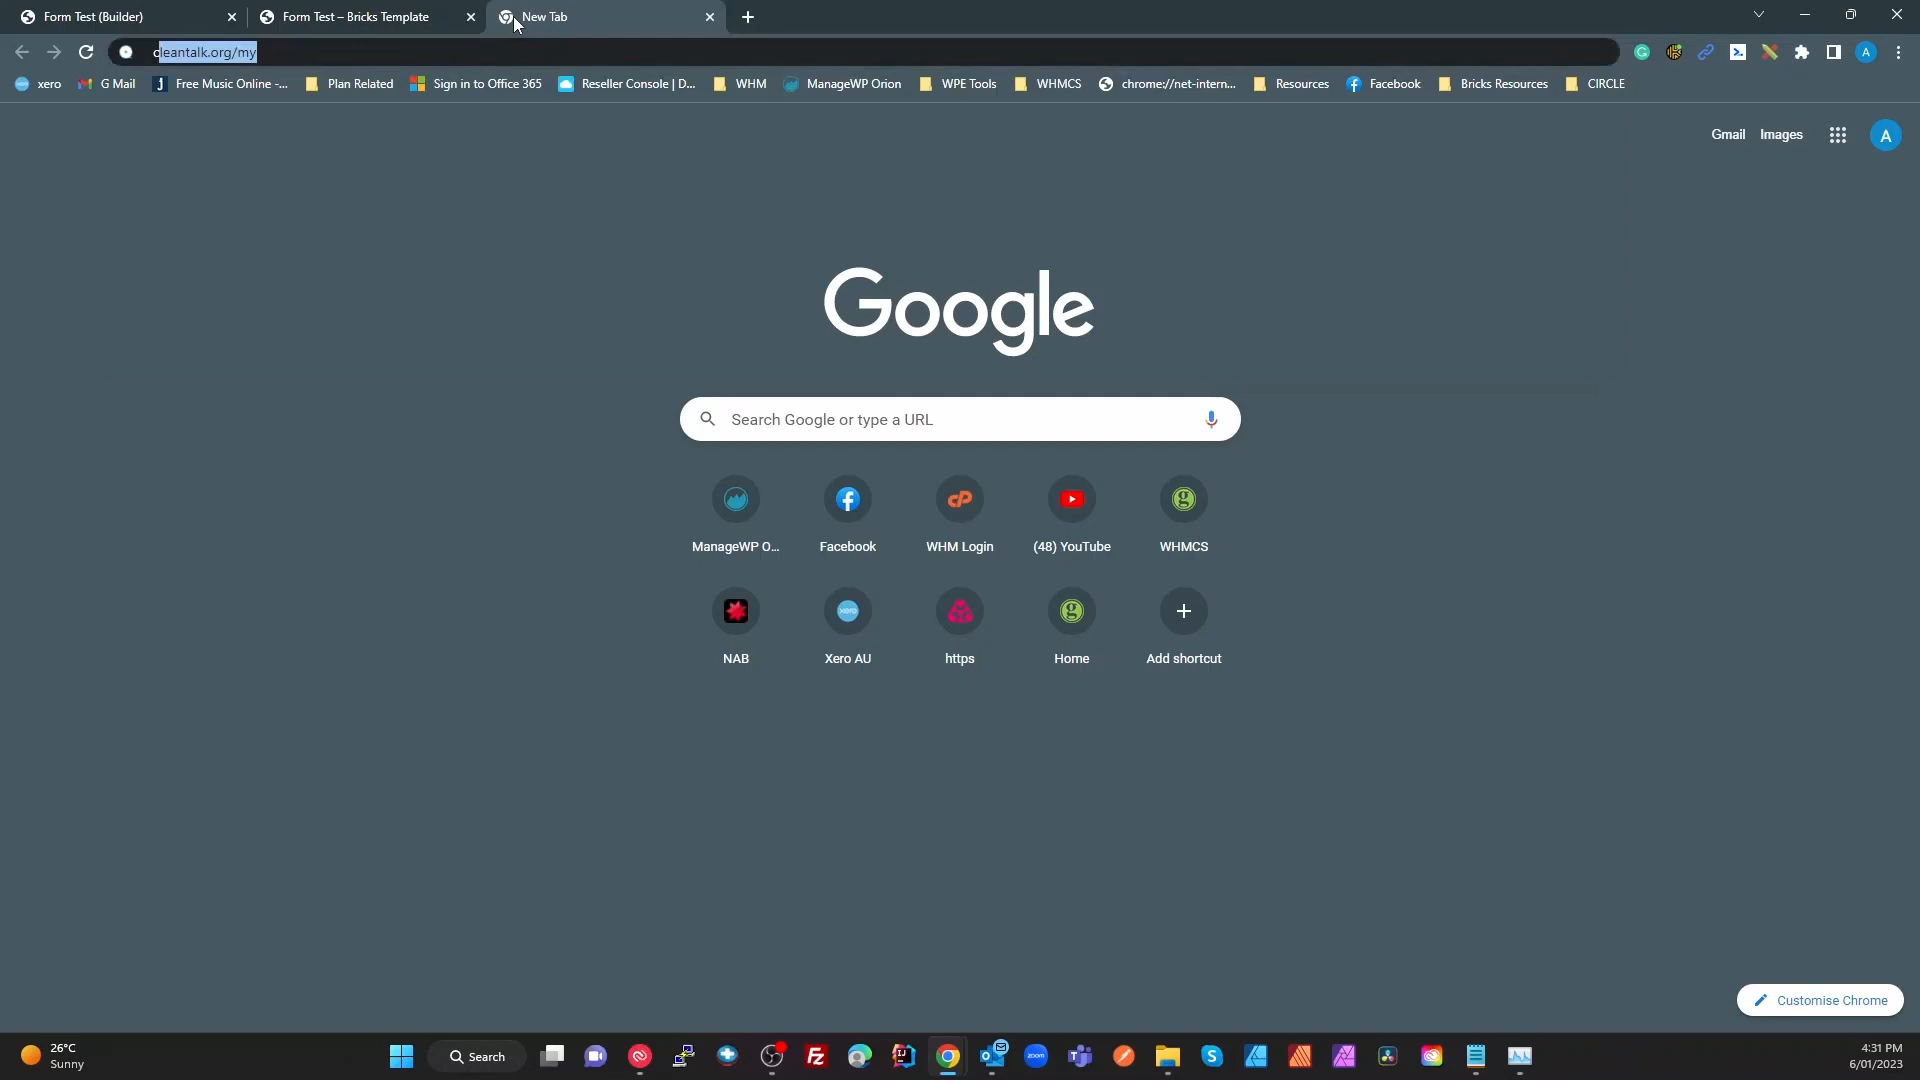 Form Test (Builder)
Form Test – Bricks Template
New Tab
cleantalk.org/my
xero
G Mail
Free Music Online -...
Plan Related
Sign in to Office 365
Reseller Console | D...
WHM
ManageWP Orion
WPE Tools
WHMCS
chrome://net-intern...
Resources
Facebook
Bricks Resources
CIRCLE
A
Gmail
Images
A
Google
Search Google or type a URL
ManageWP O...
Facebook
WHM Login
(48) YouTube
WHMCS
NAB
Xero AU
https
Home
Add shortcut
Customise Chrome
26°C
Sunny
Search
zoom
4:31 PM
6/01/2023